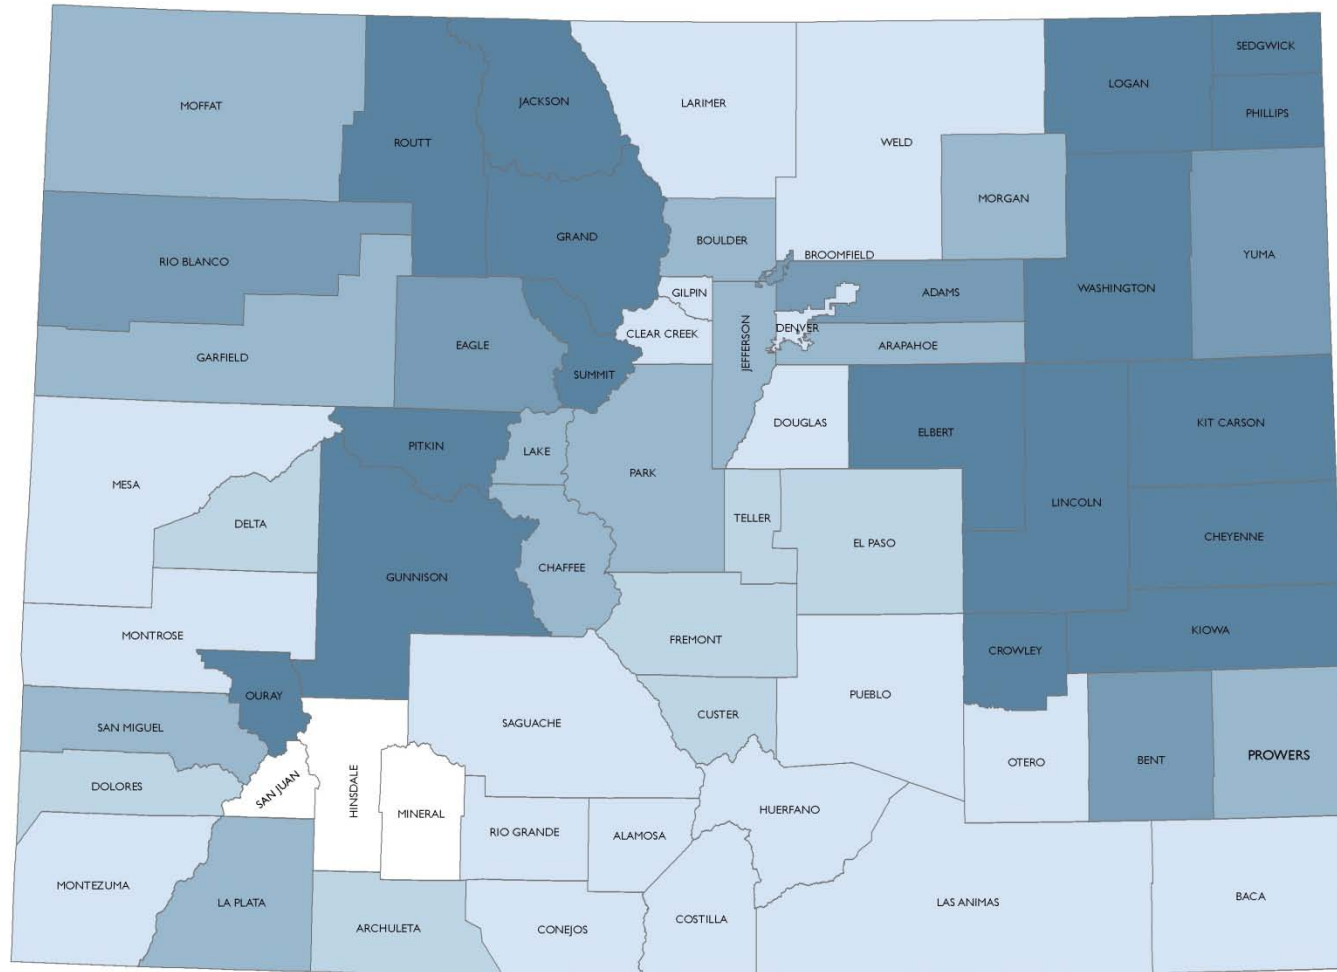 SEDGWICK
LOGAN
JACKSON
LARIMER
MOFFAT
PHILLIPS
ROUTT
WELD
MORGAN
GRAND
BOULDER
BROOMFIELD
YUMA
RIO BLANCO
WASHINGTON
GILPIN
ADAMS
CLEAR CREEK
DENVER
JEFFERSON
EAGLE
ARAPAHOE
GARFIELD
SUMMIT
DOUGLAS
KIT CARSON
ELBERT
PITKIN
LAKE
PARK
MESA
LINCOLN
TELLER
DELTA
CHEYENNE
EL PASO
CHAFFEE
GUNNISON
KIOWA
MONTROSE
FREMONT
CROWLEY
OURAY
PUEBLO
CUSTER
SAGUACHE
SAN MIGUEL
PROWERS
BENT
OTERO
DOLORES
SAN JUAN
HINSDALE
MINERAL
HUERFANO
RIO GRANDE
ALAMOSA
MONTEZUMA
BACA
LA PLATA
LAS ANIMAS
COSTILLA
ARCHULETA
CONEJOS